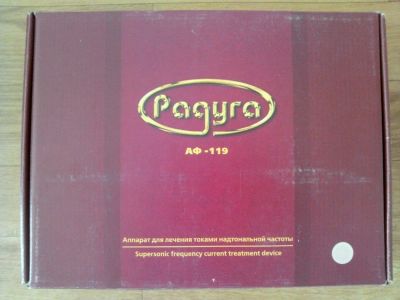 Радуга
АФ -119
Аппарат для лечения токами надтональной частоты
Supersonic frequency current treatment device